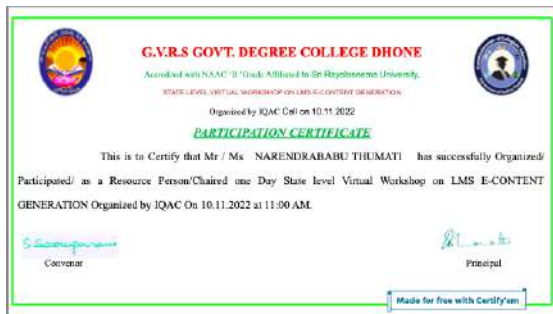 G.V.R.S GOVT. DEGREE COLLEGE DHONE
Accredited with NAAC "B "Grade Affiliated to Sri Rayalaseema University,
STATE LEVEL VIRTUAL WORKSHOP ON LMS E-CONTENT GENERATION
Organized by IQAC Cell on 10.11.2022
PARTICIPATION CERTIFICATE
This is to Certify that Mr / Ms NARENDRABABU THUMATI has successfully Organized/
Participated/ as a Resource Person/Chaired one Day State level Virtual Workshop on LMS E-CONTENT
GENERATION Organized by IQAC On 10.11.2022 at 11:00 AM.
Convenor
Principal
Made for free with Certify'em